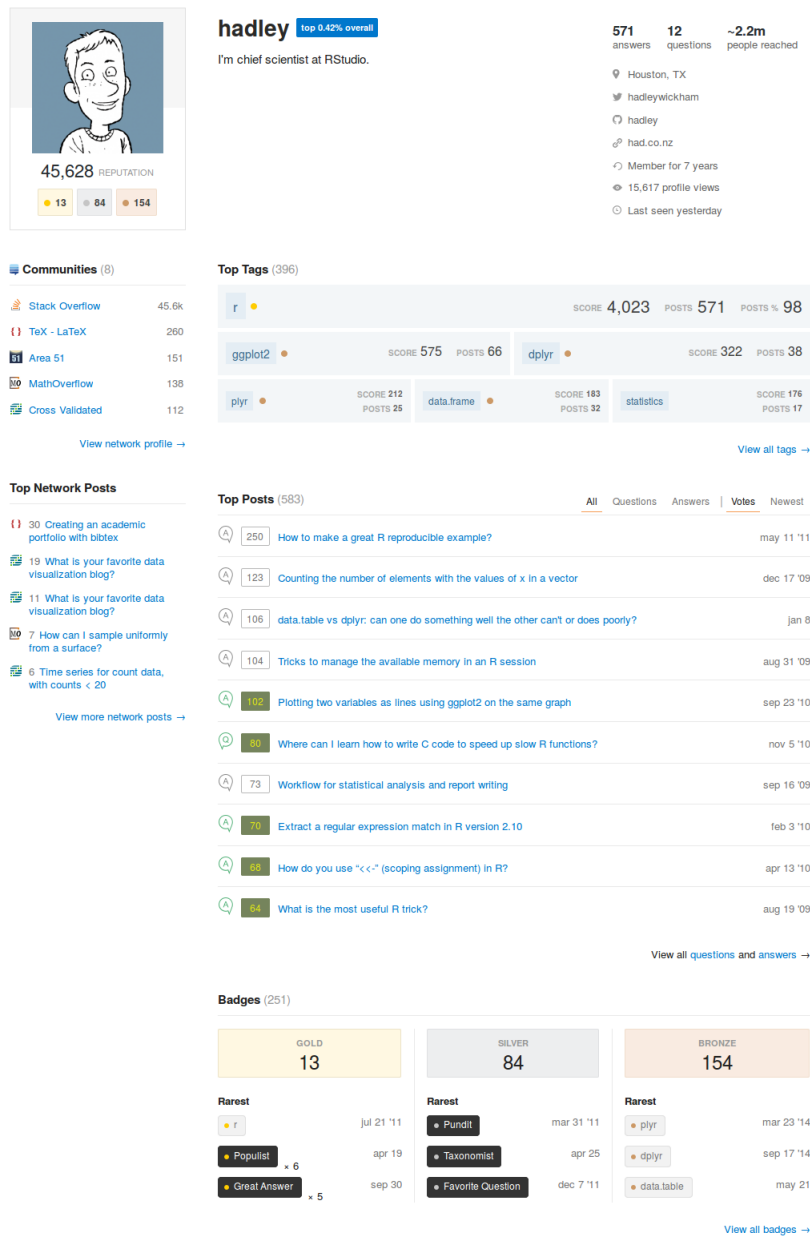 hadley top 0.42% overall
I'm chief scientist at RStudio.
571 12 ~2.2m
answers questions people reached
Houston, TX
hadleywickham
hadley
had.co.nz
Member for 7 years
15,617 profile views
Last seen yesterday
45,628 REPUTATION
13 84 154
Communities (8)
Stack Overflow 45.6k
TeX - LaTeX 260
51 Area 51 151
MO MathOverflow 138
Cross Validated 112
View network profile →
Top Network Posts
30 Creating an academic
portfolio with bibtex
19 What is your favorite data
visualization blog?
11 What is your favorite data
visualization blog?
MO 7 How can I sample uniformly
from a surface?
6 Time series for count data,
with counts < 20
View more network posts →
Top Tags (396)
r SCORE 4,023 POSTS 571 POSTS % 98
ggplot2 SCORE 575 POSTS 66 dplyr SCORE 322 POSTS 38
plyr SCORE 212 POSTS 25
data.frame SCORE 183 POSTS 32
statistics SCORE 176 POSTS 17
View all tags →
Top Posts (583) All Questions Answers | Votes Newest
A 250 How to make a great R reproducible example? may 11 '11
A 123 Counting the number of elements with the values of x in a vector dec 17 '09
A 106 data.table vs dplyr: can one do something well the other can't or does poorly? jan 8
A 104 Tricks to manage the available memory in an R session aug 31 '09
A 102 Plotting two variables as lines using ggplot2 on the same graph sep 23 '10
Q 80 Where can I learn how to write C code to speed up slow R functions? nov 5 '10
A 73 Workflow for statistical analysis and report writing sep 16 '09
A 70 Extract a regular expression match in R version 2.10 feb 3 '10
A 68 How do you use “<<-” (scoping assignment) in R? apr 13 '10
A 64 What is the most useful R trick? aug 19 '09
View all questions and answers →
Badges (251)
GOLD SILVER BRONZE
13 84 154
Rarest Rarest Rarest
r jul 21 '11 Pundit mar 31 '11 plyr mar 23 '14
Populist × 6 apr 19 Taxonomist apr 25 dplyr sep 17 '14
Great Answer × 5 sep 30 Favorite Question dec 7 '11 data.table may 21
View all badges →